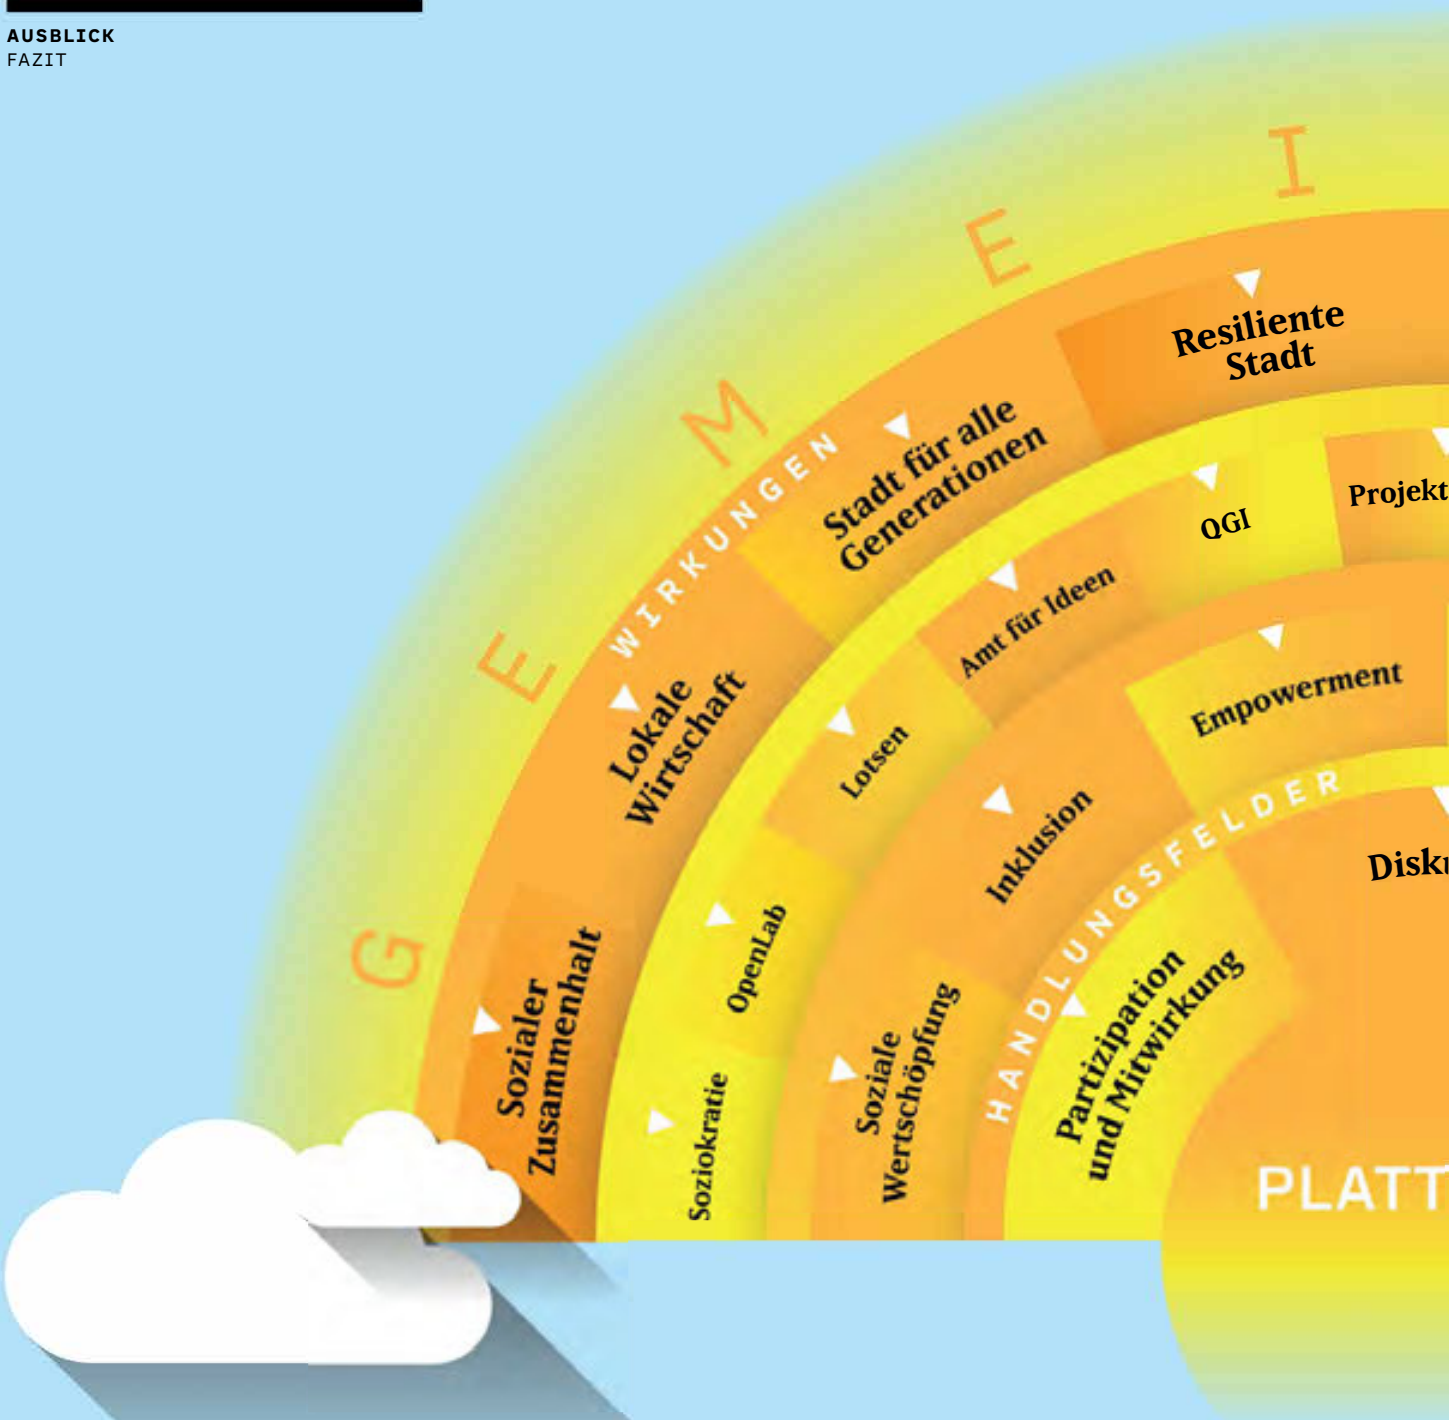 AUSBLICK
FAZIT
GEMEI
WIRKUNGEN
Sozialer
Zusammenhalt
Lokale
Wirtschaft
Stadt für alle
Generationen
Resiliente
Stadt
Soziokratie
OpenLab
Lotsen
Amt für Ideen
QGI
Projekt
Soziale
Wertschöpfung
Inklusion
Empowerment
HANDLUNGSFELDER
Partizipation
und Mitwirkung
Disk
PLATT